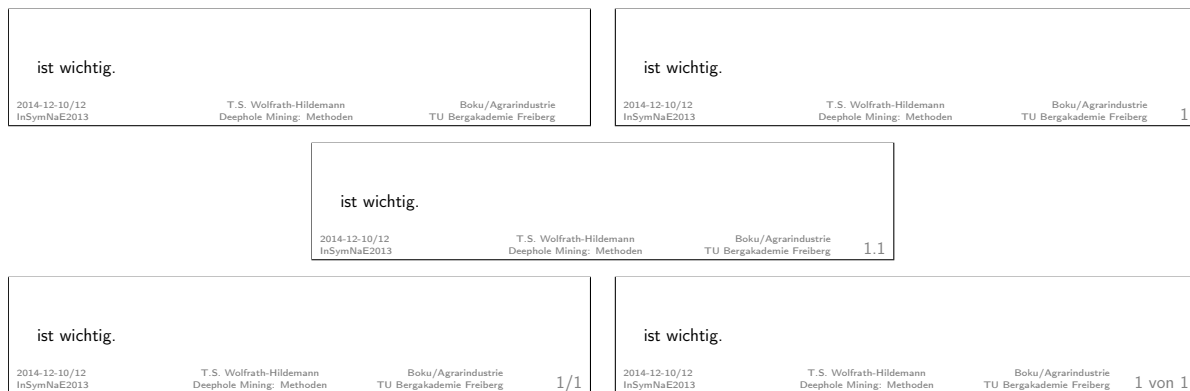 ist wichtig.
2014-12-10/12 T.S. Wolfrath-Hildemann Boku/Agrarindustrie
InSymNaE2013 Deephole Mining: Methoden TU Bergakademie Freiberg
ist wichtig.
2014-12-10/12 T.S. Wolfrath-Hildemann Boku/Agrarindustrie
InSymNaE2013 Deephole Mining: Methoden TU Bergakademie Freiberg 1
ist wichtig.
2014-12-10/12 T.S. Wolfrath-Hildemann Boku/Agrarindustrie
InSymNaE2013 Deephole Mining: Methoden TU Bergakademie Freiberg 1.1
ist wichtig.
2014-12-10/12 T.S. Wolfrath-Hildemann Boku/Agrarindustrie
InSymNaE2013 Deephole Mining: Methoden TU Bergakademie Freiberg 1/1
ist wichtig.
2014-12-10/12 T.S. Wolfrath-Hildemann Boku/Agrarindustrie
InSymNaE2013 Deephole Mining: Methoden TU Bergakademie Freiberg 1 von 1